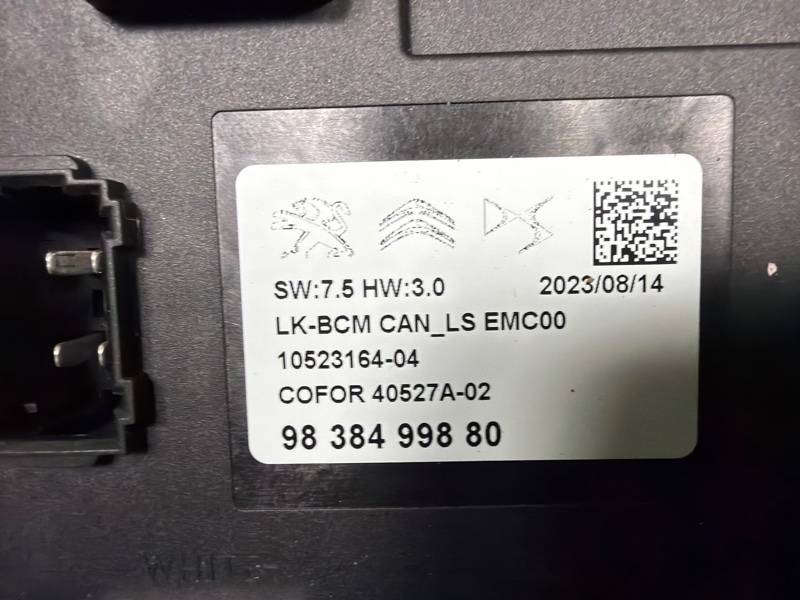 SW:7.5 HW:3.0 2023/08/14
LK-BCM CAN_LS EMC00
10523164-04
COFOR 40527A-02
98 384 998 80